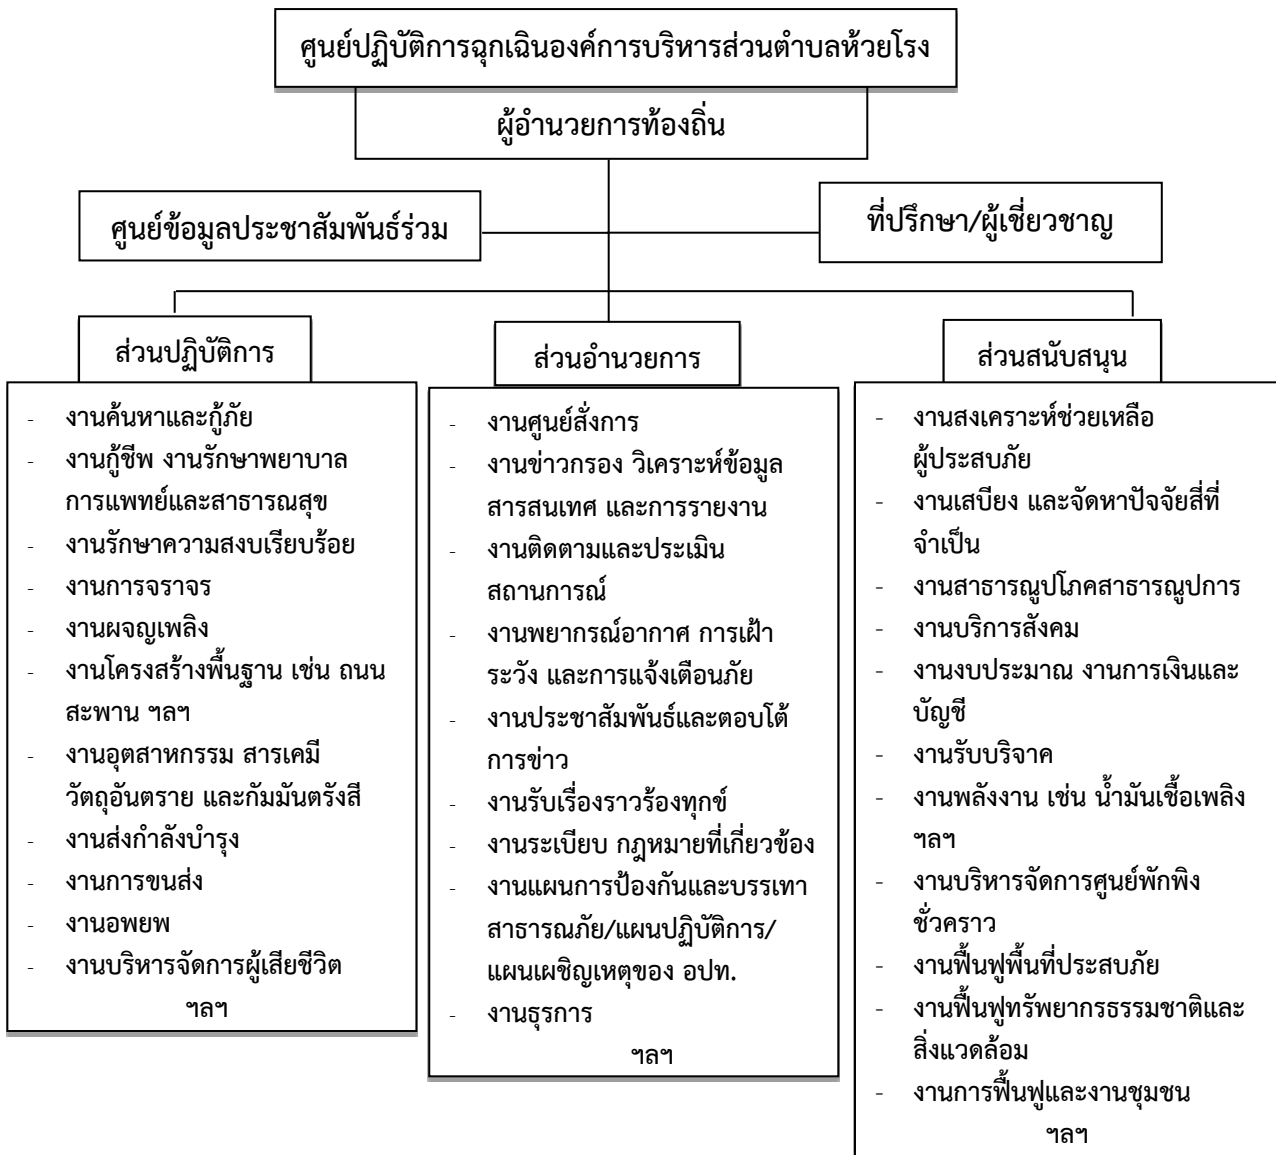 ศูนย์ปฏิบัติการฉุกเฉินองค์การบริหารส่วนตำบลห้วยโรง
ผู้อำนวยการท้องถิ่น
ศูนย์ข้อมูลประชาสัมพันธ์ร่วม
ที่ปรึกษา/ผู้เชี่ยวชาญ
ส่วนปฏิบัติการ
- งานค้นหาและกู้ภัย
- งานกู้ชีพ งานรักษาพยาบาล
การแพทย์และสาธารณสุข
- งานรักษาความสงบเรียบร้อย
- งานการจราจร
- งานผจญเพลิง
- งานโครงสร้างพื้นฐาน เช่น ถนน
สะพาน ฯลฯ
- งานอุตสาหกรรม สารเคมี
วัตถุอันตราย และกัมมันตรังสี
- งานส่งกำลังบำรุง
- งานการขนส่ง
- งานอพยพ
- งานบริหารจัดการผู้เสียชีวิต
ฯลฯ
ส่วนอำนวยการ
- งานศูนย์สั่งการ
- งานข่าวกรอง วิเคราะห์ข้อมูล
สารสนเทศ และการรายงาน
- งานติดตามและประเมิน
สถานการณ์
- งานพยากรณ์อากาศ การเฝ้า
ระวัง และการแจ้งเตือนภัย
- งานประชาสัมพันธ์และตอบโต้
การข่าว
- งานรับเรื่องราวร้องทุกข์
- งานระเบียบ กฎหมายที่เกี่ยวข้อง
- งานแผนการป้องกันและบรรเทา
สาธารณภัย/แผนปฏิบัติการ/
แผนเผชิญเหตุของ อปท.
- งานธุรการ
ฯลฯ
ส่วนสนับสนุน
- งานสงเคราะห์ช่วยเหลือ
ผู้ประสบภัย
- งานเสบียง และจัดหาปัจจัยสี่ที่
จำเป็น
- งานสาธารณูปโภคสาธารณูปการ
- งานบริการสังคม
- งานงบประมาณ งานการเงินและ
บัญชี
- งานรับบริจาค
- งานพลังงาน เช่น น้ำมันเชื้อเพลิง
ฯลฯ
- งานบริหารจัดการศูนย์พักพิง
ชั่วคราว
- งานฟื้นฟูพื้นที่ประสบภัย
- งานฟื้นฟูทรัพยากรธรรมชาติและ
สิ่งแวดล้อม
- งานการฟื้นฟูและงานชุมชน
ฯลฯ